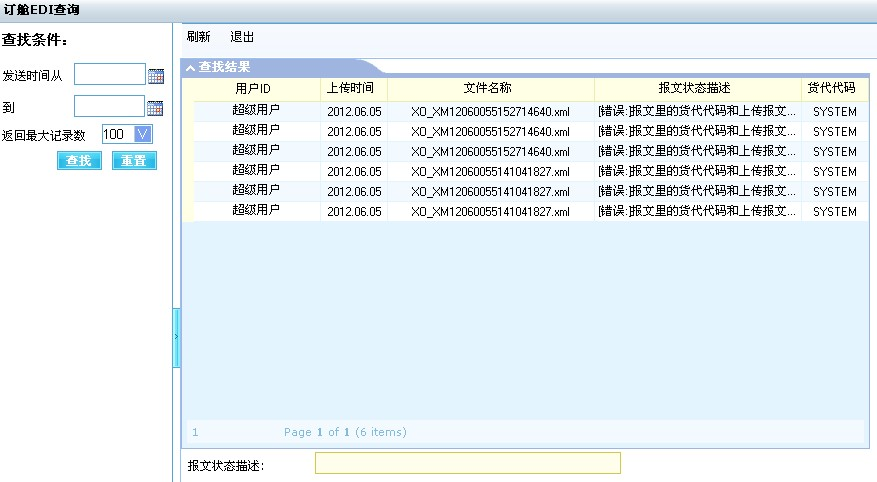 订舱EDI查询
查找条件：
发送时间从
到
返回最大记录数 100
查找 重置
刷新 退出
查找结果
用户ID 上传时间 文件名称 报文状态描述 货代代码
超级用户 2012.06.05 XO_XM12060055152714640.xml [错误:]报文里的货代代码和上传报文... SYSTEM
超级用户 2012.06.05 XO_XM12060055152714640.xml [错误:]报文里的货代代码和上传报文... SYSTEM
超级用户 2012.06.05 XO_XM12060055152714640.xml [错误:]报文里的货代代码和上传报文... SYSTEM
超级用户 2012.06.05 XO_XM12060055141041827.xml [错误:]报文里的货代代码和上传报文... SYSTEM
超级用户 2012.06.05 XO_XM12060055141041827.xml [错误:]报文里的货代代码和上传报文... SYSTEM
超级用户 2012.06.05 XO_XM12060055141041827.xml [错误:]报文里的货代代码和上传报文... SYSTEM
1 Page 1 of 1 (6 items)
报文状态描述: